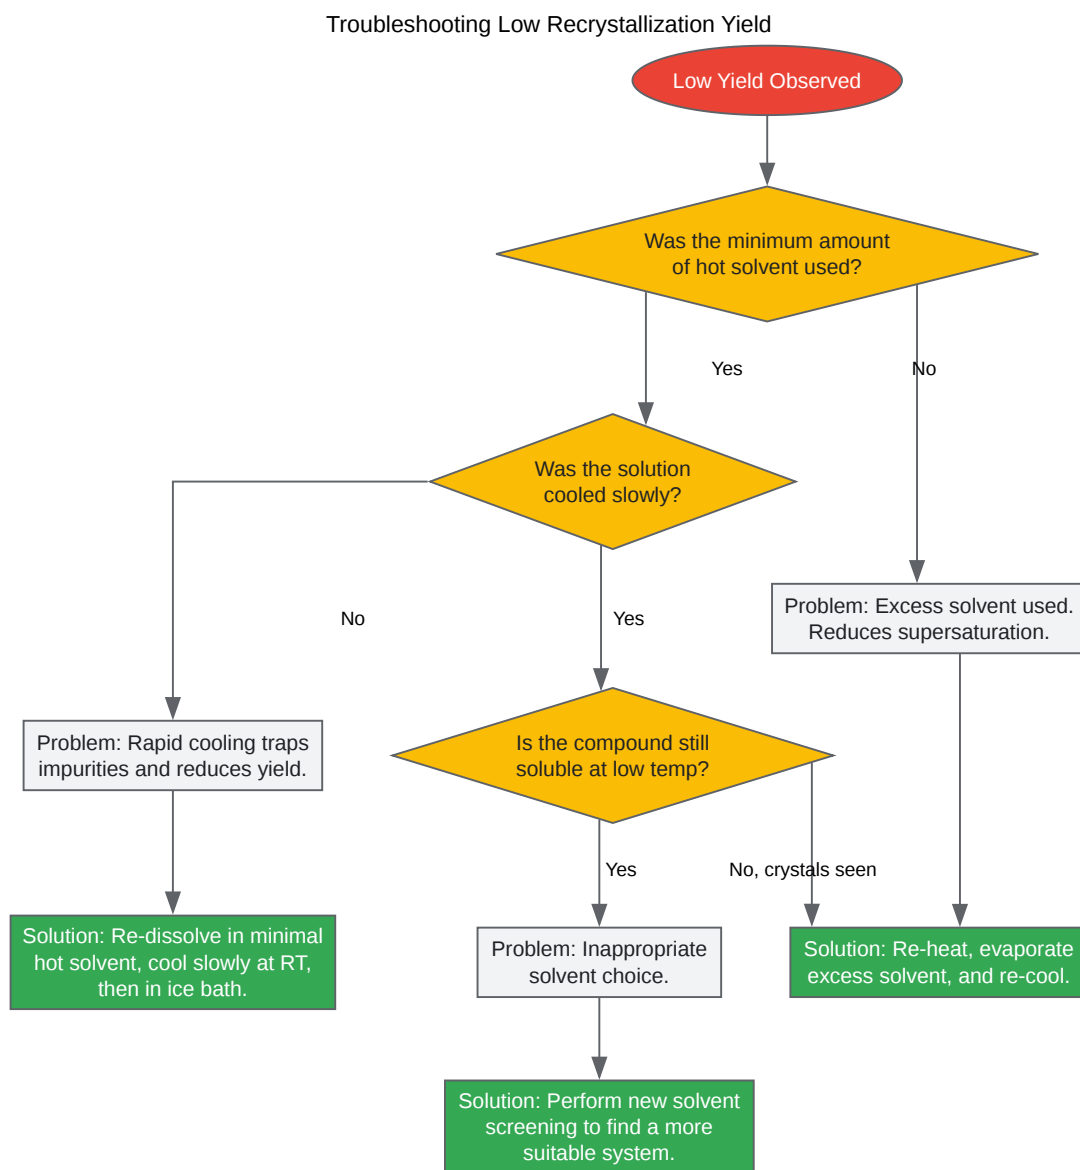 Troubleshooting Low Recrystallization Yield
Low Yield Observed
Was the minimum amount
of hot solvent used?
Yes
No
Was the solution
cooled slowly?
No
Yes
Problem: Excess solvent used.
Reduces supersaturation.
Problem: Rapid cooling traps
impurities and reduces yield.
Is the compound still
soluble at low temp?
Yes
No, crystals seen
Solution: Re-dissolve in minimal
hot solvent, cool slowly at RT,
then in ice bath.
Problem: Inappropriate
solvent choice.
Solution: Re-heat, evaporate
excess solvent, and re-cool.
Solution: Perform new solvent
screening to find a more
suitable system.